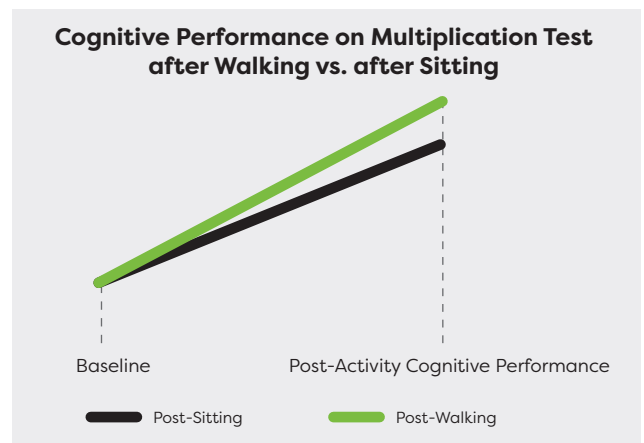 Cognitive Performance on Multiplication Test
after Walking vs. after Sitting
Baseline
Post-Activity Cognitive Performance
Post-Sitting
Post-Walking